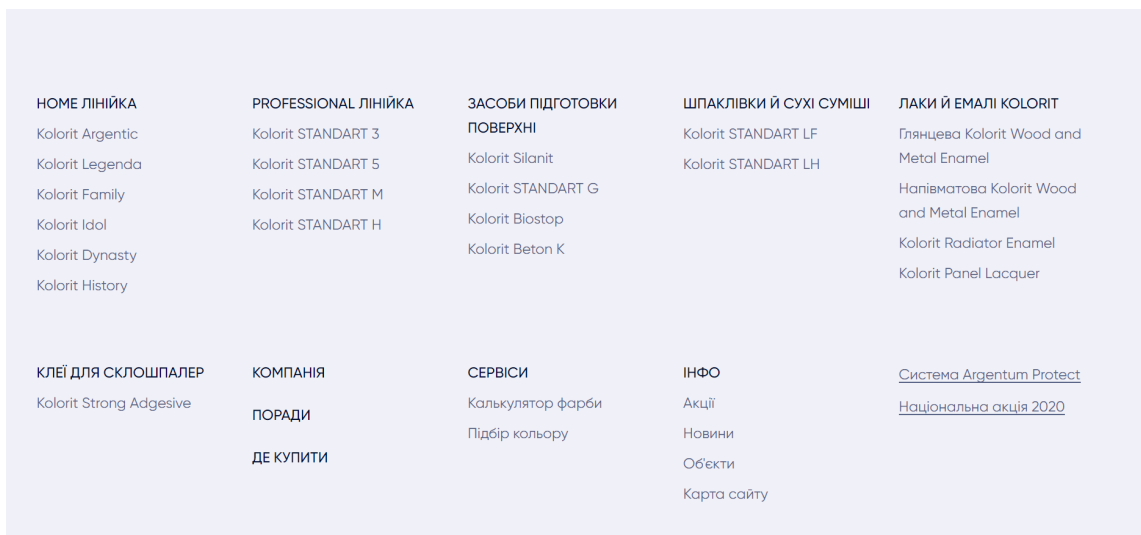 HOME ЛІНІЙКА
Kolorit Argentic
Kolorit Legenda
Kolorit Family
Kolorit Idol
Kolorit Dynasty
Kolorit History
PROFESSIONAL ЛІНІЙКА
Kolorit STANDART 3
Kolorit STANDART 5
Kolorit STANDART M
Kolorit STANDART H
ЗАСОБИ ПІДГОТОВКИ
ПОВЕРХНІ
Kolorit Silanit
Kolorit STANDART G
Kolorit Biostop
Kolorit Beton K
ШПАКЛІВКИ Й СУХІ СУМІШІ
Kolorit STANDART LF
Kolorit STANDART LH
ЛАКИ Й ЕМАЛІ KOLORIT
Глянцева Kolorit Wood and
Metal Enamel
Напівматова Kolorit Wood
and Metal Enamel
Kolorit Radiator Enamel
Kolorit Panel Lacquer
КЛЕЇ ДЛЯ СКЛОШПАЛЕР
Kolorit Strong Adgesive
КОМПАНІЯ
ПОРАДИ
ДЕ КУПИТИ
СЕРВІСИ
Калькулятор фарби
Підбір кольору
ІНФО
Акції
Новини
Об'єкти
Карта сайту
Система Argentum Protect
Національна акція 2020